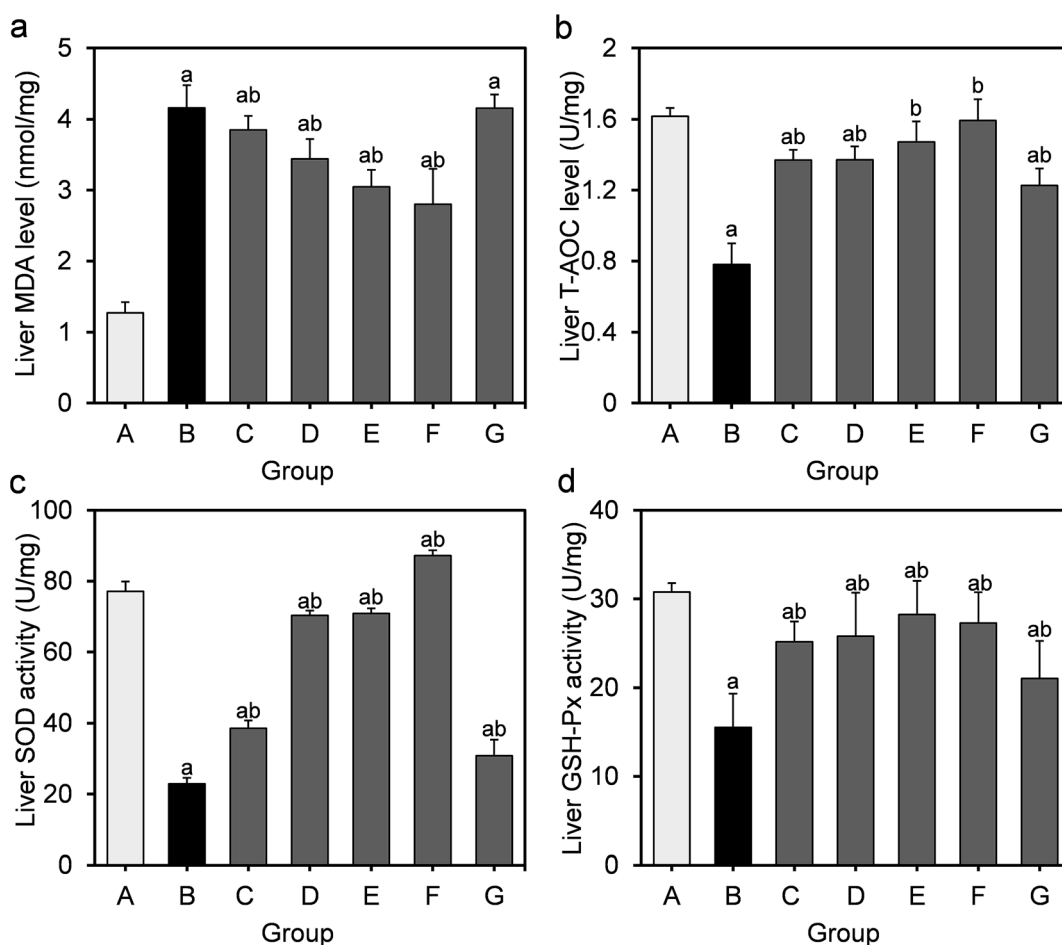 a
Liver MDA level (nmol/mg)
5
4
3
2
1
0
a
ab
ab
ab
ab
a
A B C D E F G
Group
b
Liver T-AOC level (U/mg)
2
1.6
1.2
0.8
0.4
0
a
ab
ab
b
b
ab
A B C D E F G
Group
c
Liver SOD activity (U/mg)
100
80
60
40
20
0
a
ab
ab
ab
ab
ab
A B C D E F G
Group
d
Liver GSH-Px activity (U/mg)
40
30
20
10
0
a
ab
ab
ab
ab
ab
A B C D E F G
Group